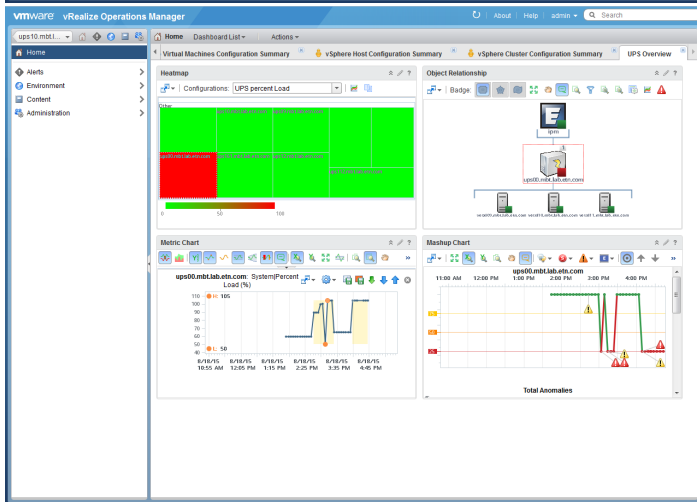 vmware vRealize Operations Manager
About Help admin Search
ups10.mbt.l...
Home Dashboard List Actions
Home
Virtual Machines Configuration Summary vSphere Host Configuration Summary vSphere Cluster Configuration Summary UPS Overview
Alerts
Environment
Content
Administration
Heatmap
Configurations: UPS percent Load
Other
ups00.mbt.lab.etn.com
0 50 100
Object Relationship
Badge:
ipm
ups00.mbt.lab.etn.com
Metric Chart
ups00.mbt.lab.etn.com: System|Percent
Load (%)
110
100
90
80
70
60
50
40
H: 105
L: 50
8/18/15 8/18/15 8/18/15 8/18/15 8/18/15 8/18/15
10:55 AM 12:05 PM 1:15 PM 2:25 PM 3:35 PM 4:45 PM
Mashup Chart
11:00 AM 12:00 PM 1:00 PM 2:00 PM 3:00 PM 4:00 PM
ups00.mbt.lab.etn.com
75
50
25
Total Anomalies